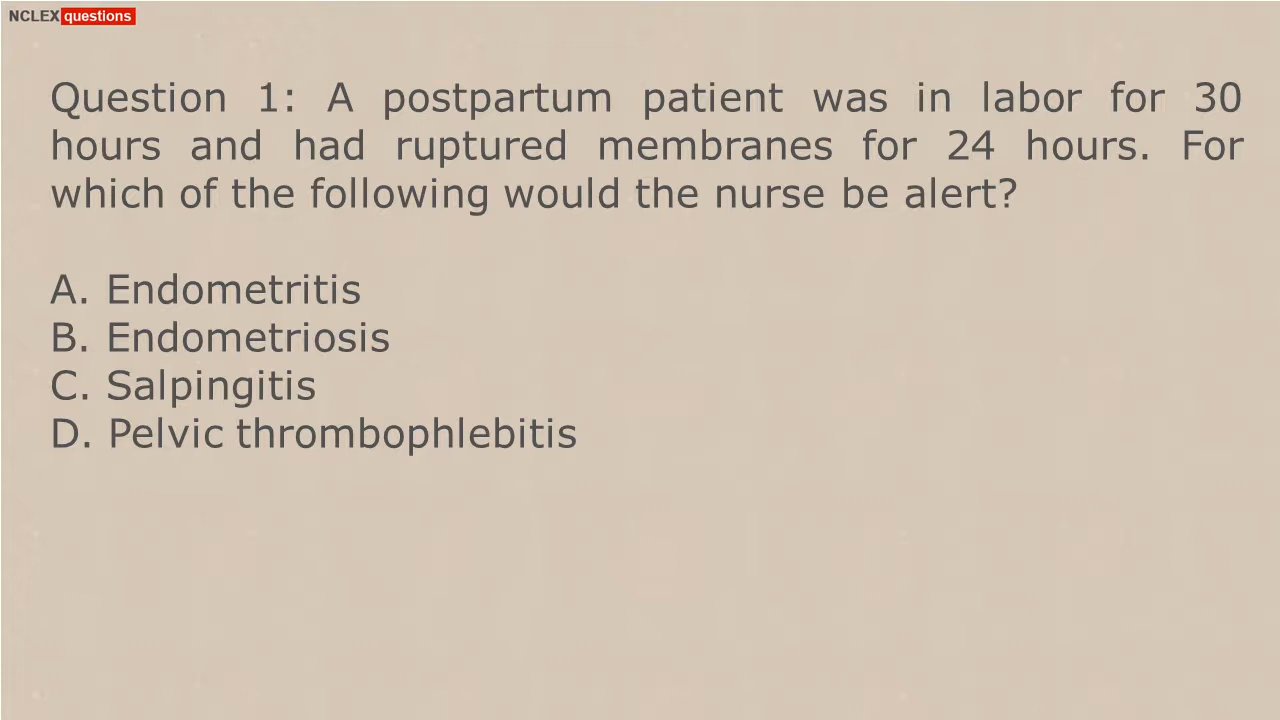 NCLEX questions
Question 1: A postpartum patient was in labor for 30
hours and had ruptured membranes for 24 hours. For
which of the following would the nurse be alert?
A. Endometritis
B. Endometriosis
C. Salpingitis
D. Pelvic thrombophlebitis